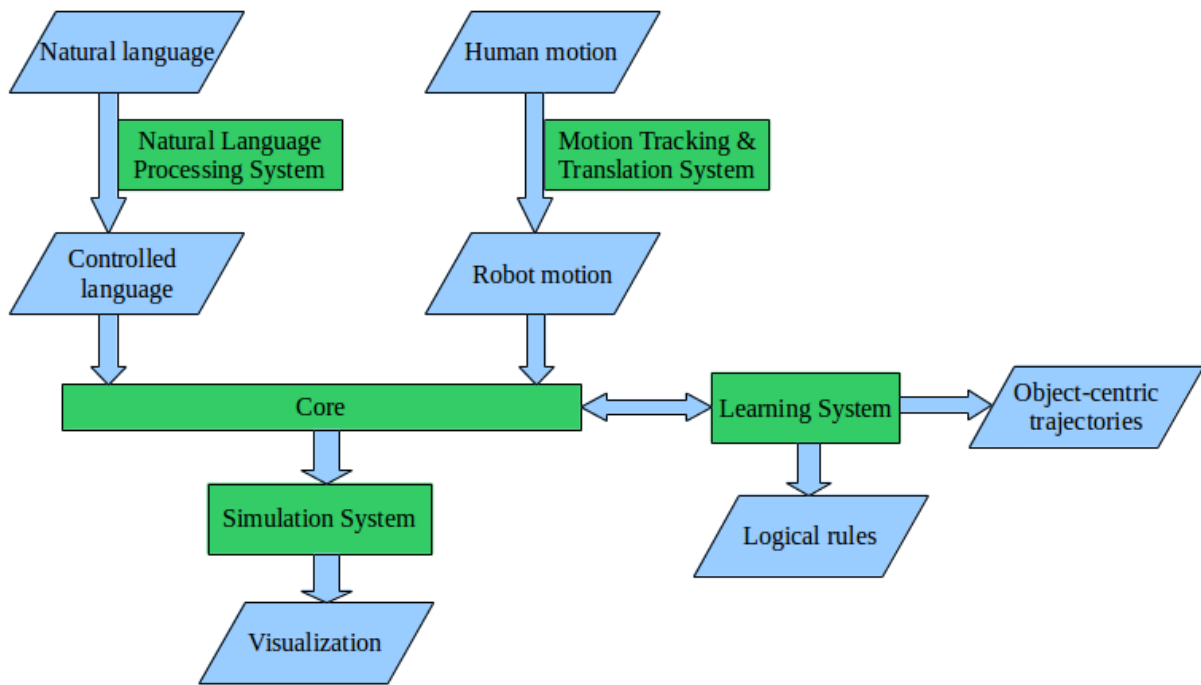 Natural language
Human motion
Natural Language
Processing System
Motion Tracking &
Translation System
Controlled
language
Robot motion
Core
Learning System
Object-centric
trajectories
Simulation System
Logical rules
Visualization